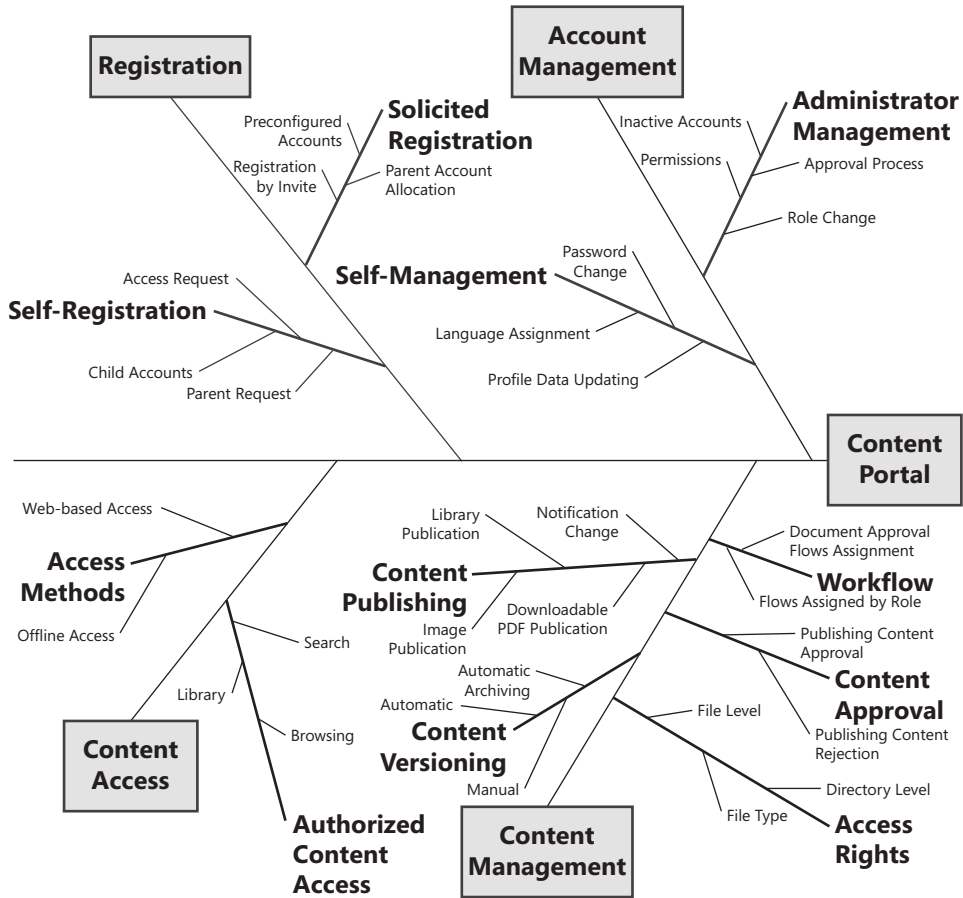 Registration
Account
Management
Solicited
Registration
Preconfigured
Accounts
Registration
by Invite
Parent Account
Allocation
Administrator
Management
Inactive Accounts
Permissions
Approval Process
Role Change
Self-Registration
Access Request
Child Accounts
Parent Request
Self-Management
Password
Change
Language Assignment
Profile Data Updating
Content
Portal
Web-based Access
Access
Methods
Offline Access
Search
Library
Browsing
Content
Access
Authorized
Content
Access
Library
Publication
Notification
Change
Content
Publishing
Image
Publication
Downloadable
PDF Publication
Document Approval
Flows Assignment
Workflow
Flows Assigned by Role
Publishing Content
Approval
Content
Approval
Publishing Content
Rejection
Automatic
Archiving
Automatic
Content
Versioning
Manual
File Level
Directory Level
File Type
Access
Rights
Content
Management